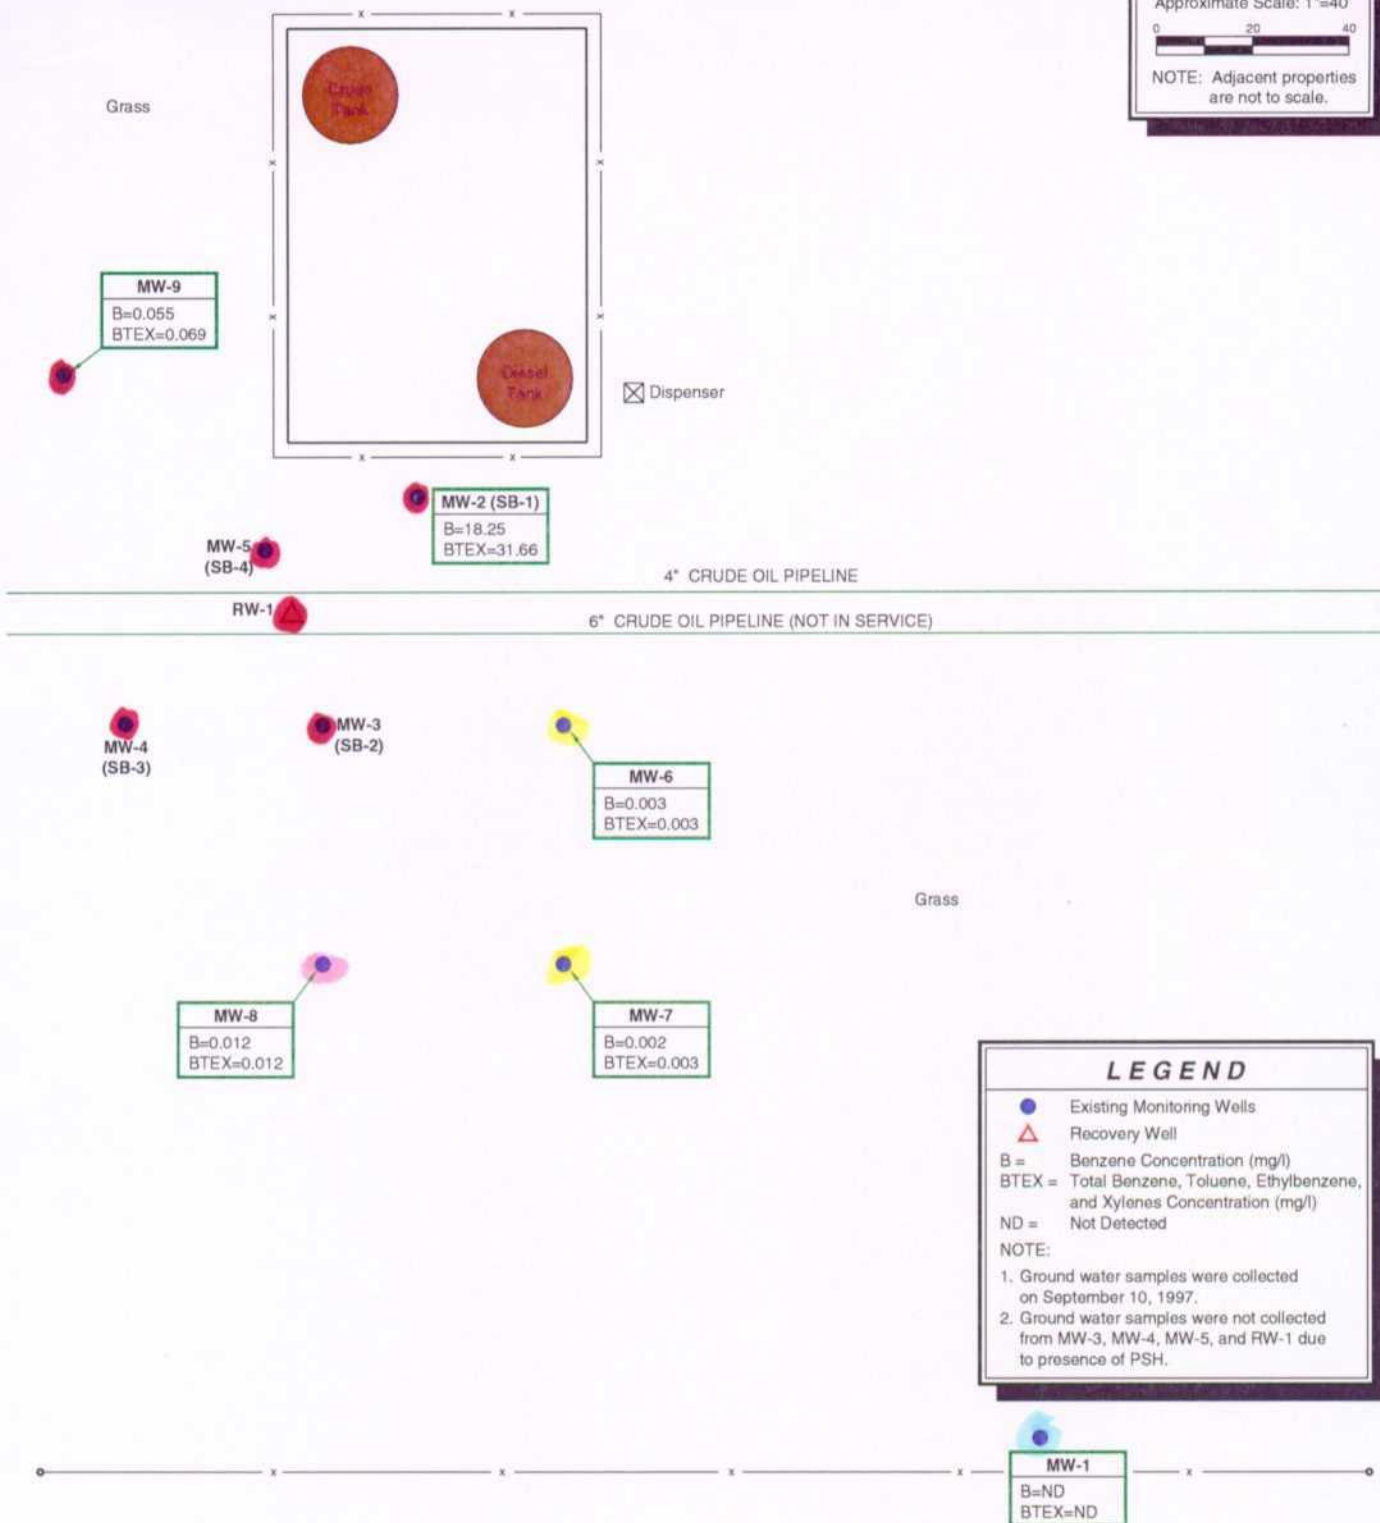 Approximate Scale: 1"=40'
0 20 40
NOTE: Adjacent properties
are not to scale.
x x
Crude
Tank
Grass
x x
MW-9
B=0.055
BTEX=0.069
x x
Diesel
Tank
Dispenser
x x
MW-2 (SB-1)
B=18.25
BTEX=31.66
MW-5
(SB-4)
4" CRUDE OIL PIPELINE
RW-1
6" CRUDE OIL PIPELINE (NOT IN SERVICE)
MW-4
(SB-3)
MW-3
(SB-2)
MW-6
B=0.003
BTEX=0.003
Grass
MW-8
B=0.012
BTEX=0.012
MW-7
B=0.002
BTEX=0.003
LEGEND
Existing Monitoring Wells
Recovery Well
B = Benzene Concentration (mg/l)
BTEX = Total Benzene, Toluene, Ethylbenzene,
and Xylenes Concentration (mg/l)
ND = Not Detected
NOTE:
1. Ground water samples were collected
on September 10, 1997.
2. Ground water samples were not collected
from MW-3, MW-4, MW-5, and RW-1 due
to presence of PSH.
x x x x x
MW-1
B=ND
BTEX=ND